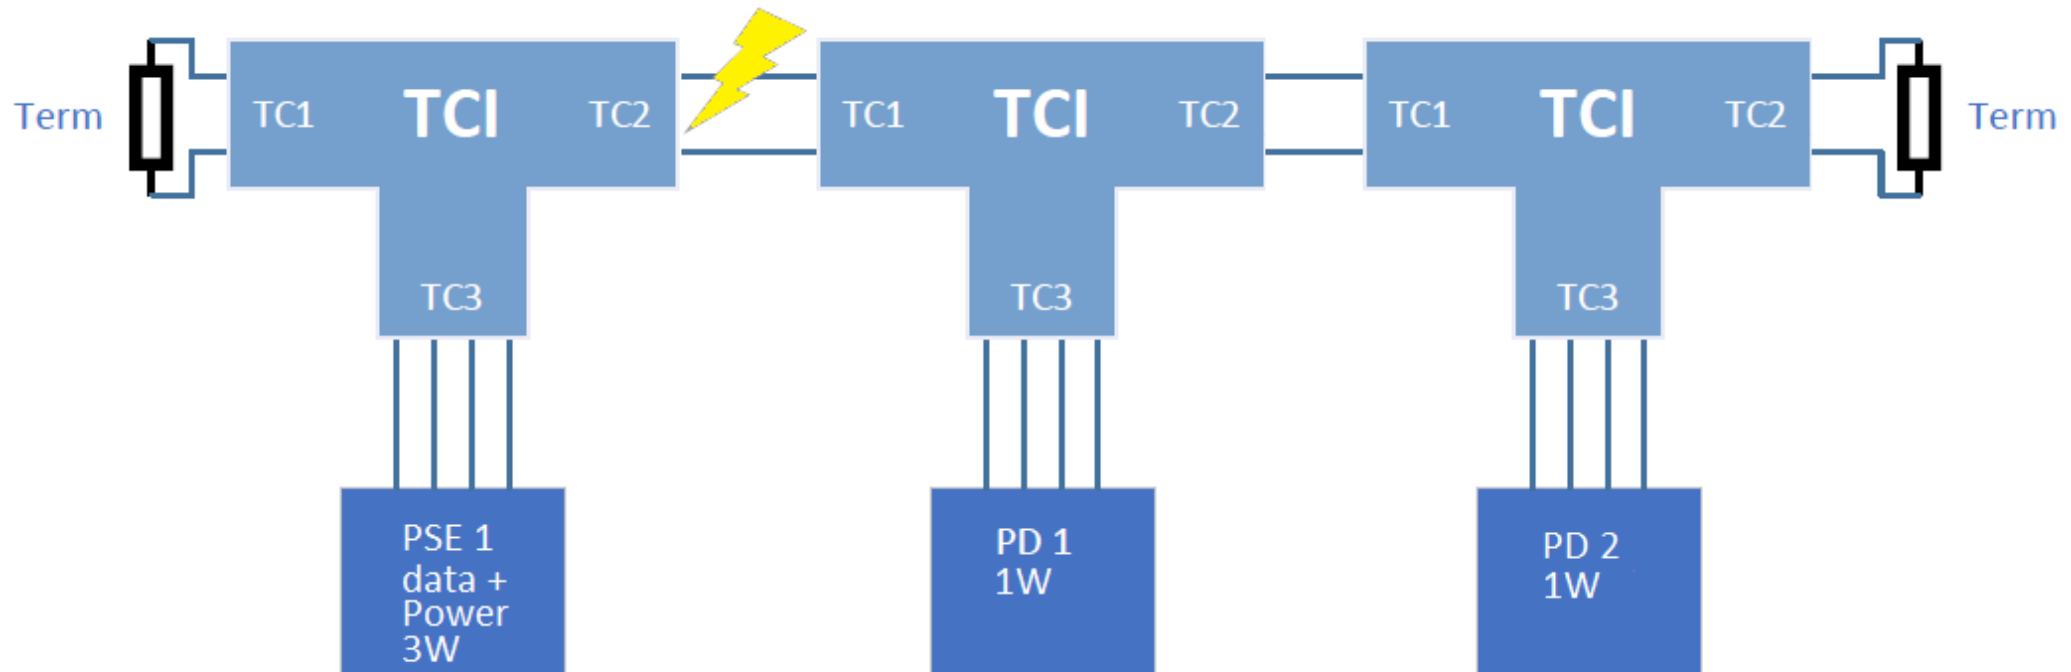 Term
TC1 TCI TC2
TC1 TCI TC2
TC1 TCI TC2
Term
TC3
TC3
TC3
PSE 1
data +
Power
3W
PD 1
1W
PD 2
1W